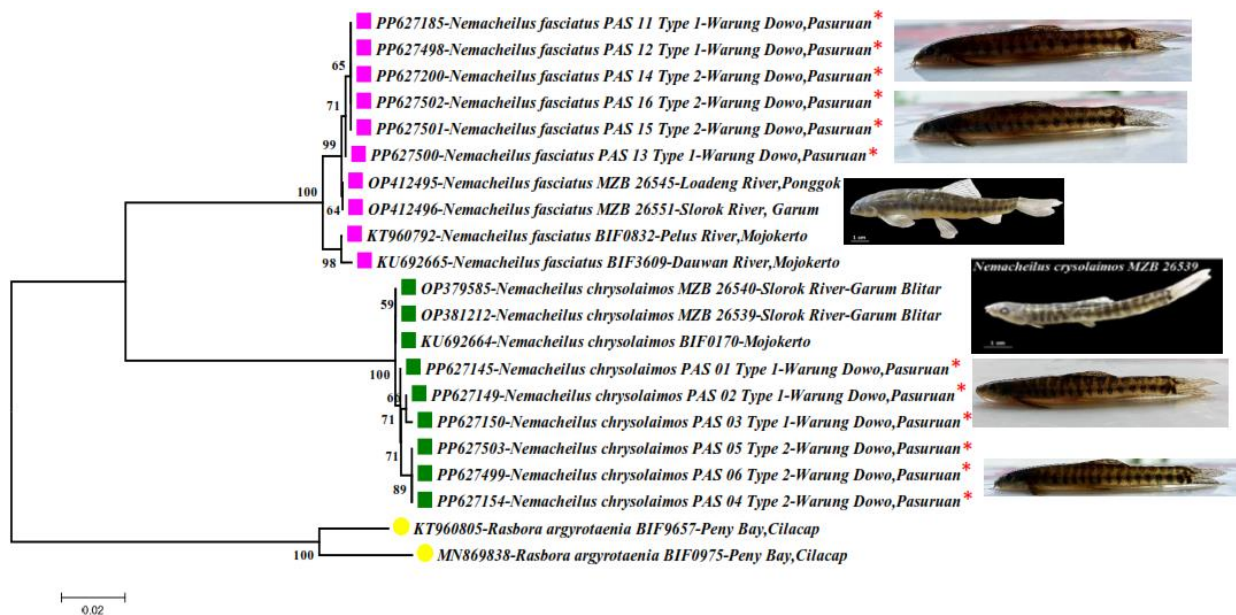 PP627185-Nemacheilus fasciatus PAS 11 Type 1-Warung Dowo,Pasuruan*
PP627498-Nemacheilus fasciatus PAS 12 Type 1-Warung Dowo,Pasuruan*
65
PP627200-Nemacheilus fasciatus PAS 14 Type 2-Warung Dowo,Pasuruan*
71
PP627502-Nemacheilus fasciatus PAS 16 Type 2-Warung Dowo,Pasuruan*
PP627501-Nemacheilus fasciatus PAS 15 Type 2-Warung Dowo,Pasuruan*
99
PP627500-Nemacheilus fasciatus PAS 13 Type 1-Warung Dowo,Pasuruan*
100
OP412495-Nemacheilus fasciatus MZB 26545-Loadeng River,Ponggok
64
OP412496-Nemacheilus fasciatus MZB 26551-Slorok River, Garum
1 cm
KT960792-Nemacheilus fasciatus BIF0832-Pelus River,Mojokerto
98
KU692665-Nemacheilus fasciatus BIF3609-Dauwan River,Mojokerto
Nemacheilus crysolaimos MZB 26539
OP379585-Nemacheilus chrysolaimos MZB 26540-Slorok River-Garum Blitar
59
OP381212-Nemacheilus chrysolaimos MZB 26539-Slorok River-Garum Blitar
KU692664-Nemacheilus chrysolaimos BIF0170-Mojokerto
1 cm
PP627145-Nemacheilus chrysolaimos PAS 01 Type 1-Warung Dowo,Pasuruan*
100
PP627149-Nemacheilus chrysolaimos PAS 02 Type 1-Warung Dowo,Pasuruan*
71
PP627150-Nemacheilus chrysolaimos PAS 03 Type 1-Warung Dowo,Pasuruan*
PP627503-Nemacheilus chrysolaimos PAS 05 Type 2-Warung Dowo,Pasuruan*
71
PP627499-Nemacheilus chrysolaimos PAS 06 Type 2-Warung Dowo,Pasuruan*
89
PP627154-Nemacheilus chrysolaimos PAS 04 Type 2-Warung Dowo,Pasuruan*
KT960805-Rasbora argyrotaenia BIF9657-Peny Bay,Cilacap
100
MN869838-Rasbora argyrotaenia BIF0975-Peny Bay,Cilacap
0.02